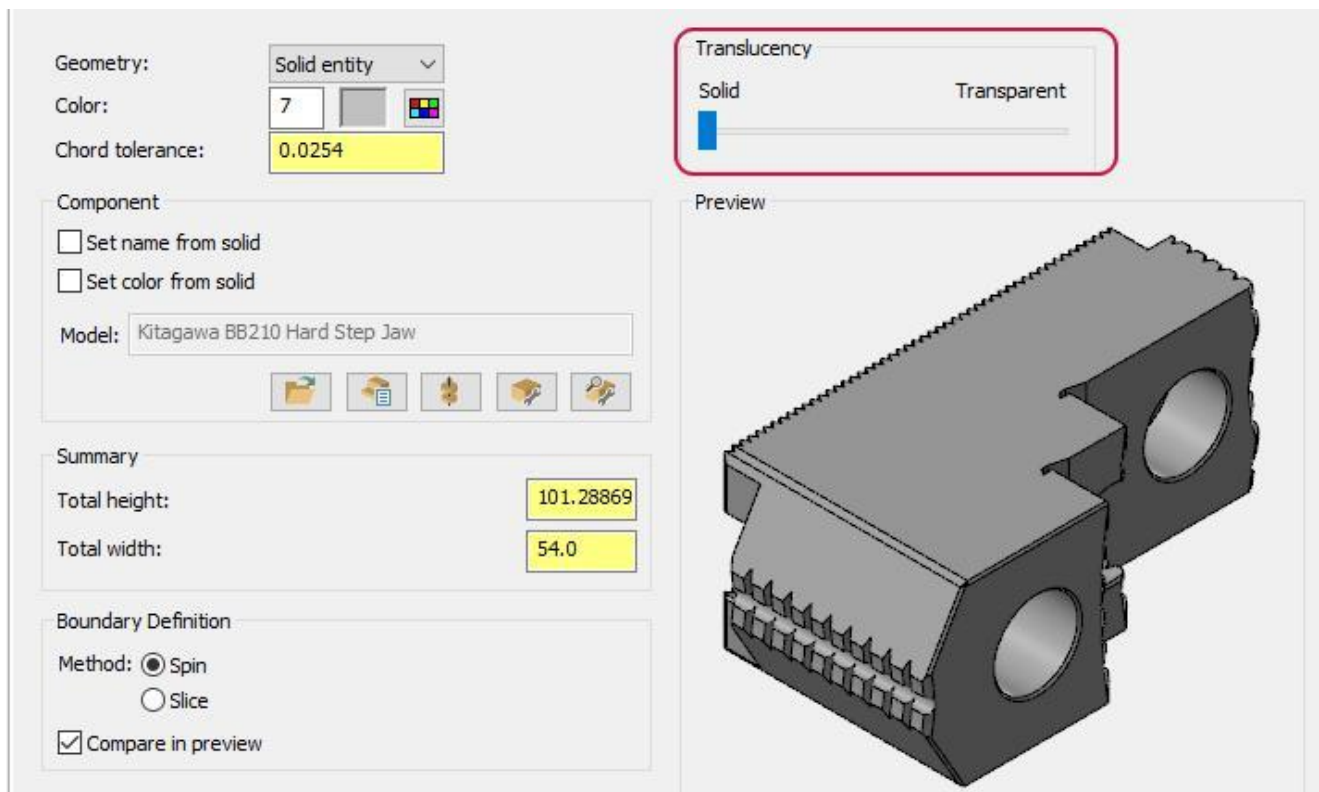 Geometry: Solid entity
Color: 7
Chord tolerance: 0.0254
Translucency
Solid Transparent
Component
Set name from solid
Set color from solid
Model: Kitagawa BB210 Hard Step Jaw
Summary
Total height: 101.28869
Total width: 54.0
Boundary Definition
Method: Spin
Slice
Compare in preview
Preview